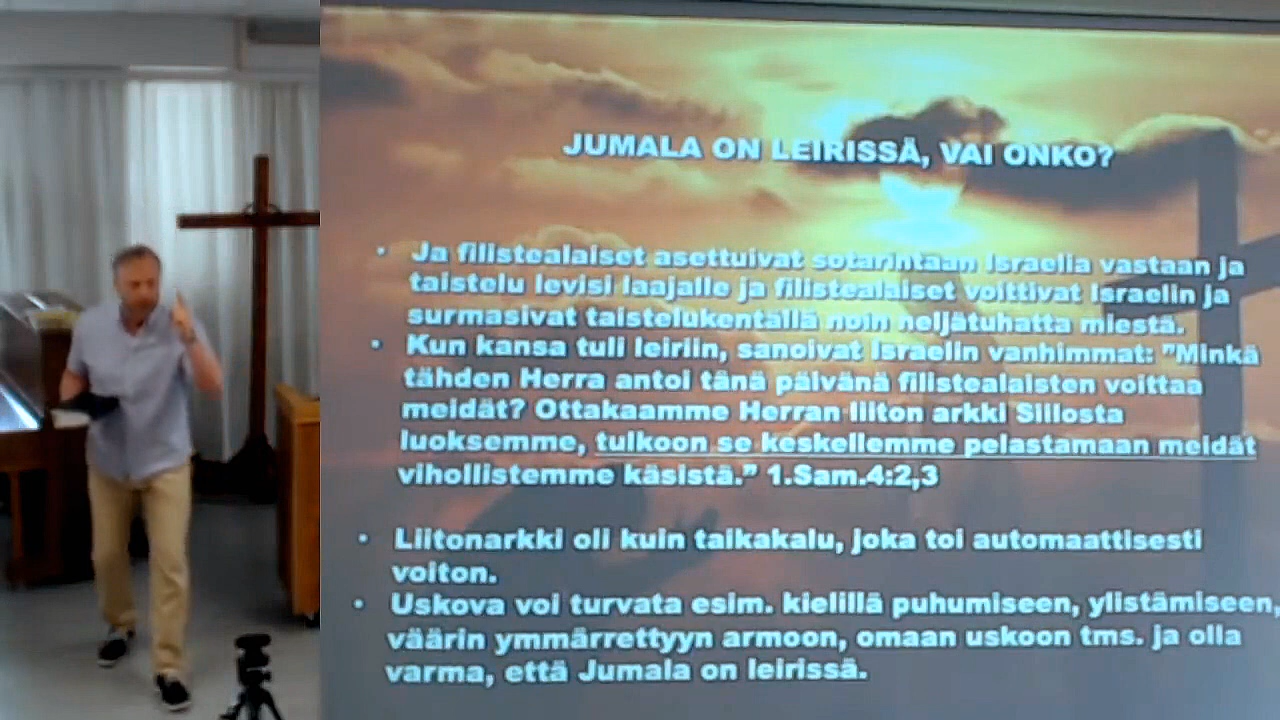 JUMALA ON LEIRISSÄ, VAI ONKO?
• Ja filistealaiset asettuivat sotarintaan Israelia vastaan ja
taistelu levisi laajalle ja filistealaiset voittivat Israelin ja
surmasivat taistelukentällä noin neljätuhatta miestä.
• Kun kansa tuli leiriin, sanoivat Israelin vanhimmat: "Minkä
tähden Herra antoi tänä päivänä filistealaisten voittaa
meidät? Ottakaamme Herran liiton arkki Siilosta
luoksemme, tulkoon se keskellemme pelastamaan meidät
vihollistemme käsistä." 1.Sam.4:2,3
• Liitonarkki oli kuin taikakalu, joka toi automaattisesti
voiton.
• Uskova voi turvata esim. kielillä puhumiseen, ylistämiseen,
väärin ymmärrettyyn armoon, omaan uskoon tms. ja olla
varma, että Jumala on leirissä.